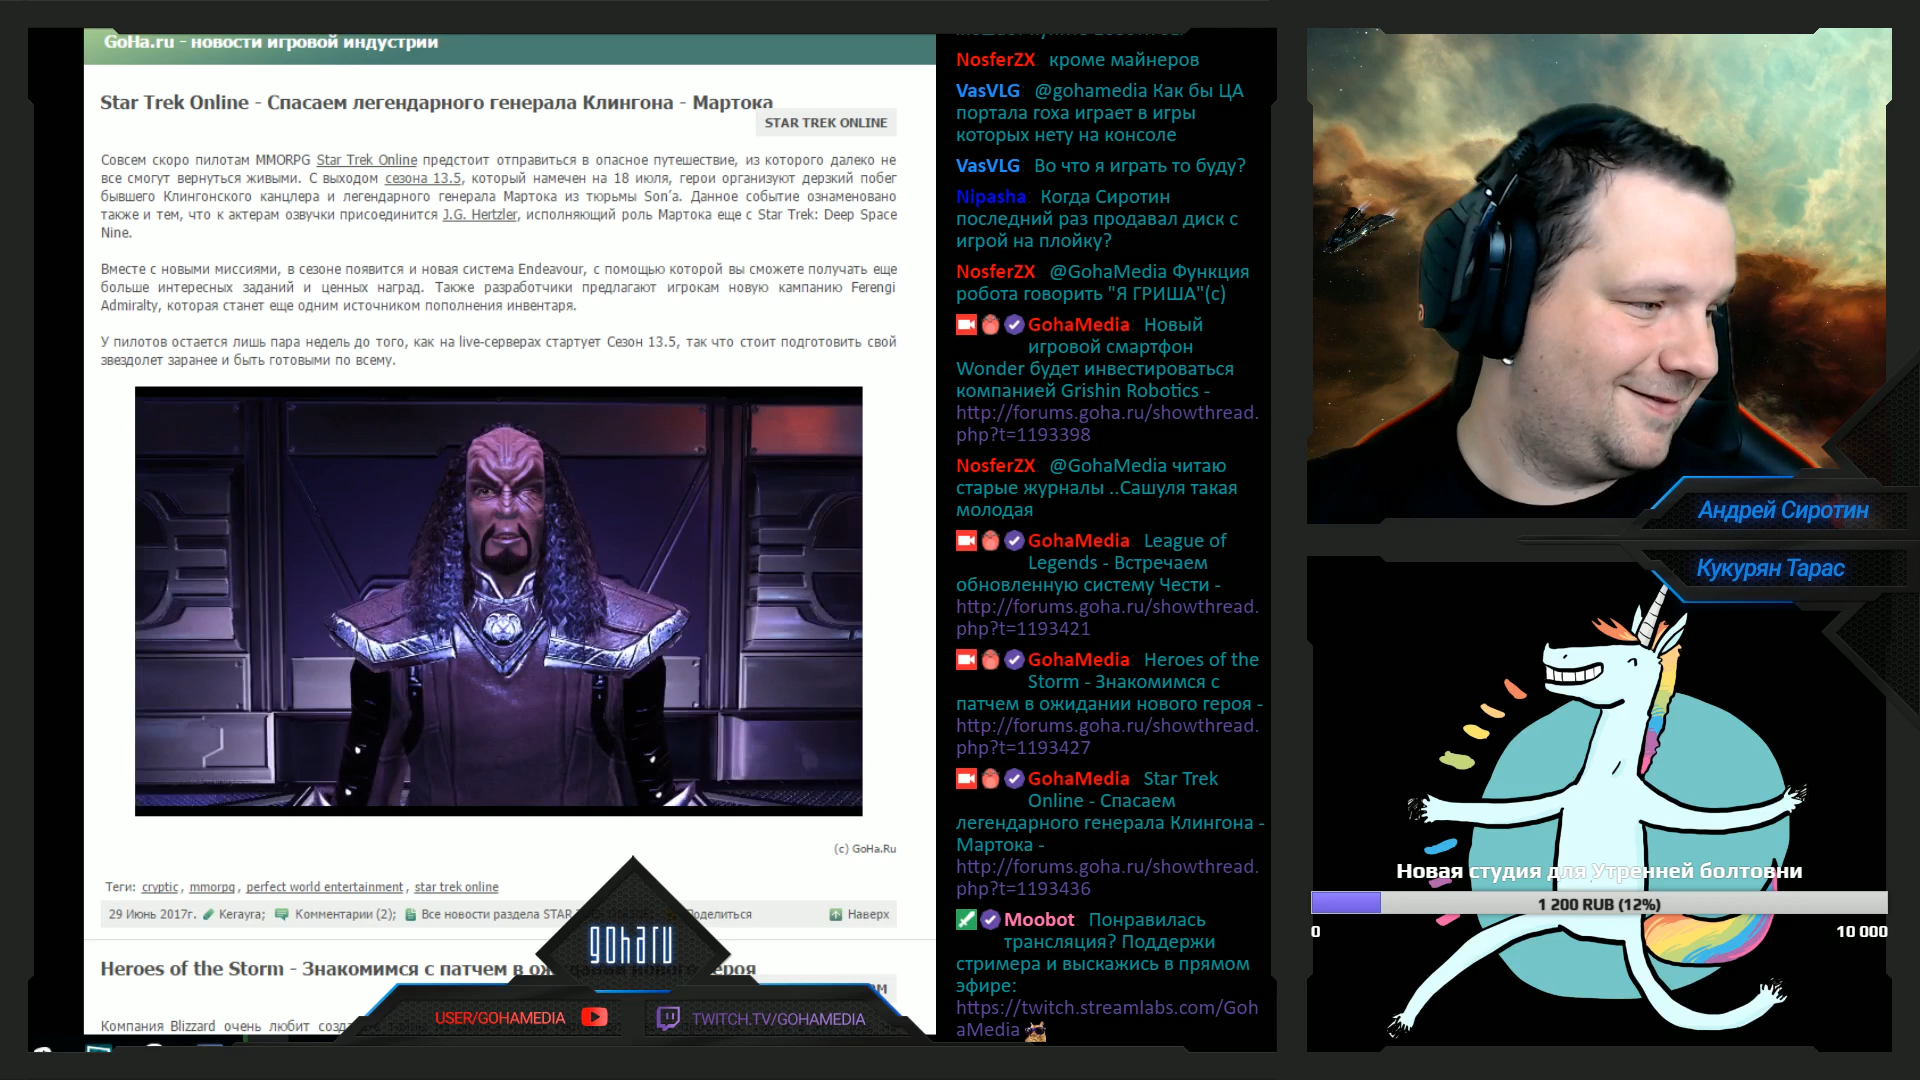 GoHa.ru - новости игровой индустрии
Star Trek Online - Спасаем легендарного генерала Клингона - Мартока
STAR TREK ONLINE
Совсем скоро пилотам MMORPG Star Trek Online предстоит отправиться в опасное путешествие, из которого далеко не
все смогут вернуться живыми. С выходом сезона 13.5, который намечен на 18 июля, герои организуют дерзкий побег
бывшего Клингонского канцлера и легендарного генерала Мартока из тюрьмы Son'a. Данное событие ознаменовано
также и тем, что к актерам озвучки присоединится J.G. Hertzler, исполняющий роль Мартока еще с Star Trek: Deep Space
Nine.
Вместе с новыми миссиями, в сезоне появится и новая система Endeavour, с помощью которой вы сможете получать еще
больше интересных заданий и ценных наград. Также разработчики предлагают игрокам новую кампанию Ferengi
Admiralty, которая станет еще одним источником пополнения инвентаря.
У пилотов остается лишь пара недель до того, как на live-серверах стартует Сезон 13.5, так что стоит подготовить свой
звездолет заранее и быть готовыми по всему.
(c) GoHa.Ru
Теги: cryptic, mmorpg, perfect world entertainment, star trek online
29 Июнь 2017г. Kerayra; Комментарии (2); Все новости раздела STAR Поделиться Наверх
Heroes of the Storm - Знакомимся с патчем в ожидании нового героя
Компания Blizzard очень любит
goharu
USER/GOHAMEDIA
TWITCH.TV/GOHAMEDIA
NosferZX: кроме майнеров
VasVLG: @gohamedia Как бы ЦА
портала гоха играет в игры
которых нету на консоле
VasVLG: Во что я играть то буду?
Nipasha: Когда Сиротин
последний раз продавал диск с
игрой на плойку?
NosferZX: @GohaMedia Функция
робота говорить "Я ГРИША"(с)
GohaMedia: Новый
игровой смартфон
Wonder будет инвестироваться
компанией Grishin Robotics -
http://forums.goha.ru/showthread.
php?t=1193398
NosferZX: @GohaMedia читаю
старые журналы ..Сашуля такая
молодая
GohaMedia: League of
Legends - Встречаем
обновленную систему Чести -
http://forums.goha.ru/showthread.
php?t=1193421
GohaMedia: Heroes of the
Storm - Знакомимся с
патчем в ожидании нового героя -
http://forums.goha.ru/showthread.
php?t=1193427
GohaMedia: Star Trek
Online - Спасаем
легендарного генерала Клингона -
Мартока -
http://forums.goha.ru/showthread.
php?t=1193436
Moobot: Понравилась
трансляция? Поддержи
стримера и выскажись в прямом
эфире:
https://twitch.streamlabs.com/Goh
aMedia
Андрей Сиротин
Кукурян Тарас
Новая студия для Утренней болтовни
1 200 RUB (12%)
0
10 000